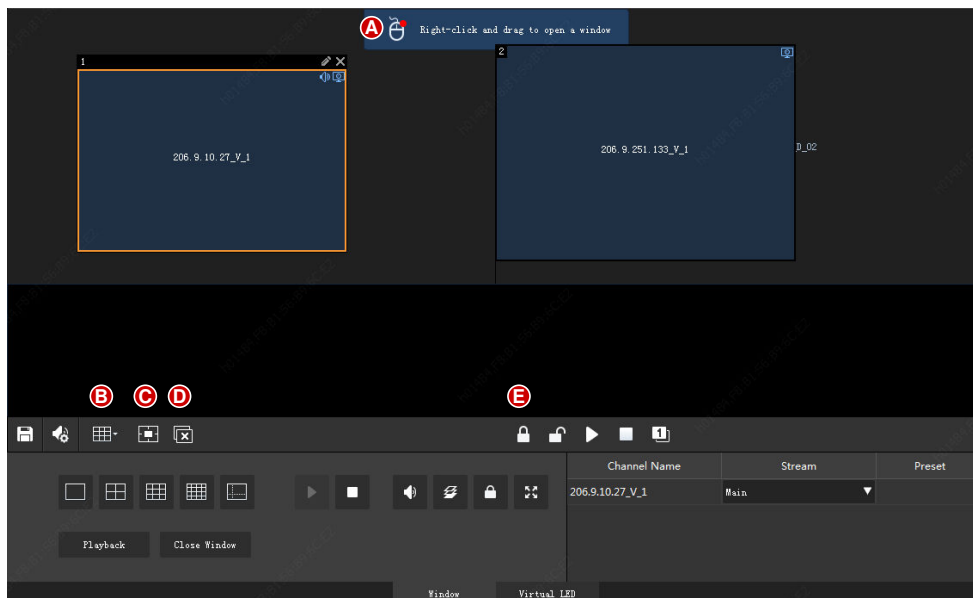 A Right-click and drag to open a window
1
2
206.9.10.27_V_1
206.9.251.133_V_1
D_02
B C D E
1
Channel Name Stream Preset
206.9.10.27_V_1 Main
Playback Close Window
Window Virtual LED